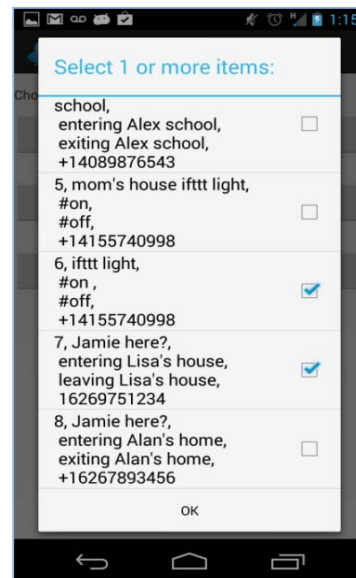 1:15
Select 1 or more items:
Cho
school,
entering Alex school,
exiting Alex school,
+14089876543
5, mom's house ifttt light,
#on,
#off,
+14155740998
6, ifttt light,
#on ,
#off,
+14155740998
7, Jamie here?,
entering Lisa's house,
leaving Lisa's house,
16269751234
8, Jamie here?,
entering Alan's home,
exiting Alan's home,
+16267893456
OK